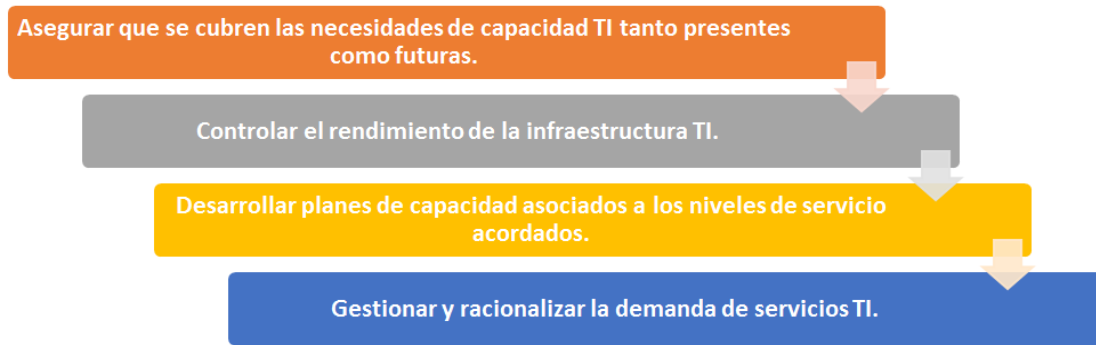 Asegurar que se cubren las necesidades de capacidad TI tanto presentes
como futuras.
Controlar el rendimiento de la infraestructura TI.
Desarrollar planes de capacidad asociados a los niveles de servicio
acordados.
Gestionar y racionalizar la demanda de servicios TI.